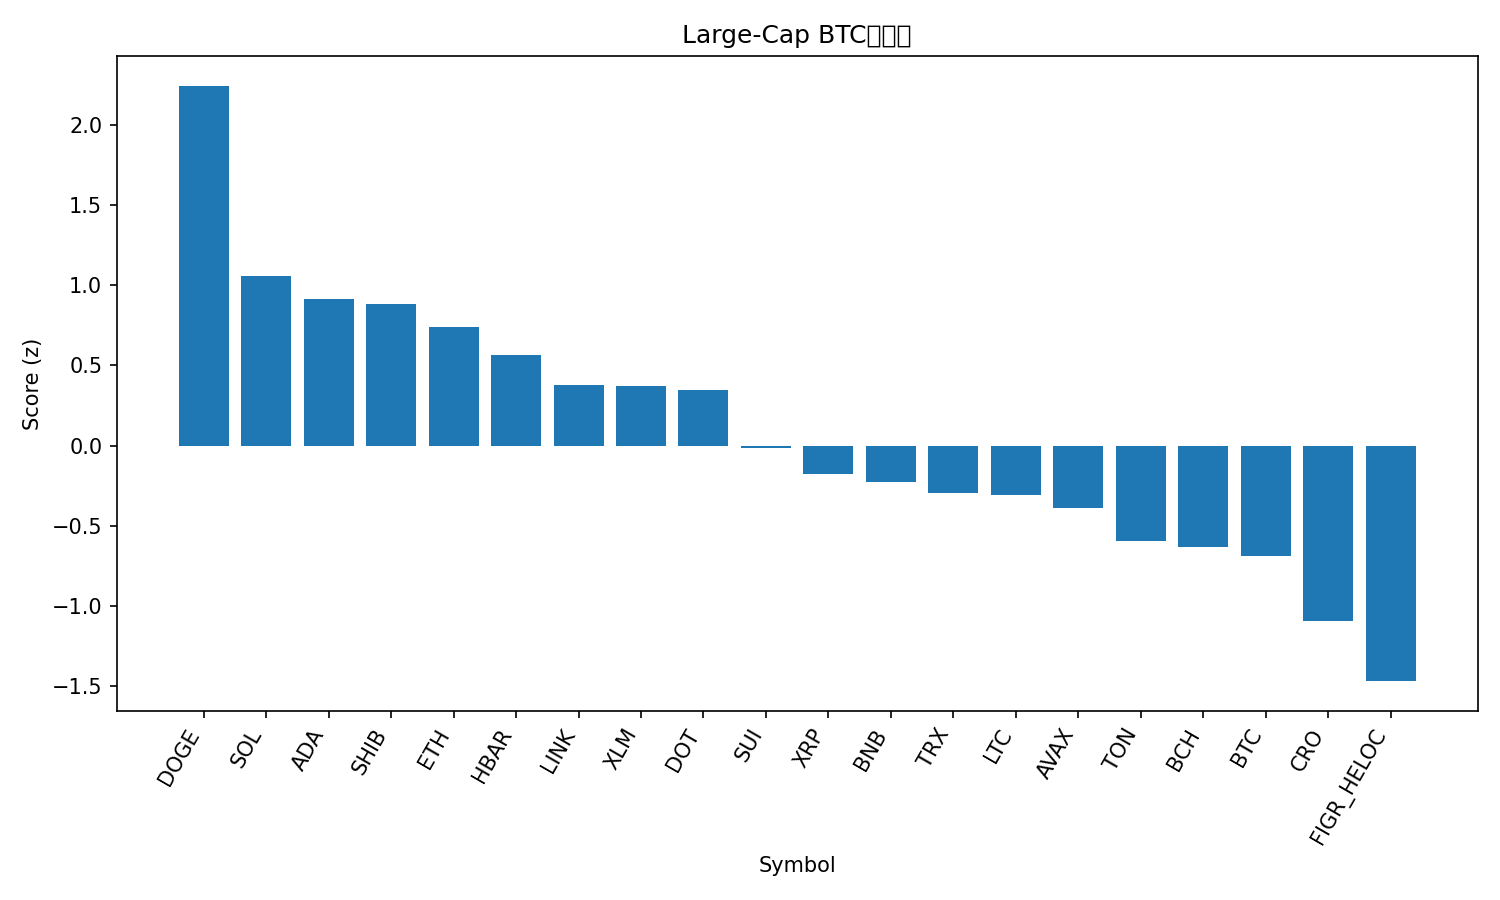 Large-Cap BTC
Score (z)
2.0
1.5
1.0
0.5
0.0
−0.5
−1.0
−1.5
DOGE
SOL
ADA
SHIB
ETH
HBAR
LINK
XLM
DOT
SUI
XRP
BNB
TRX
LTC
AVAX
TON
BCH
BTC
CRO
FIGR_HELOC
Symbol